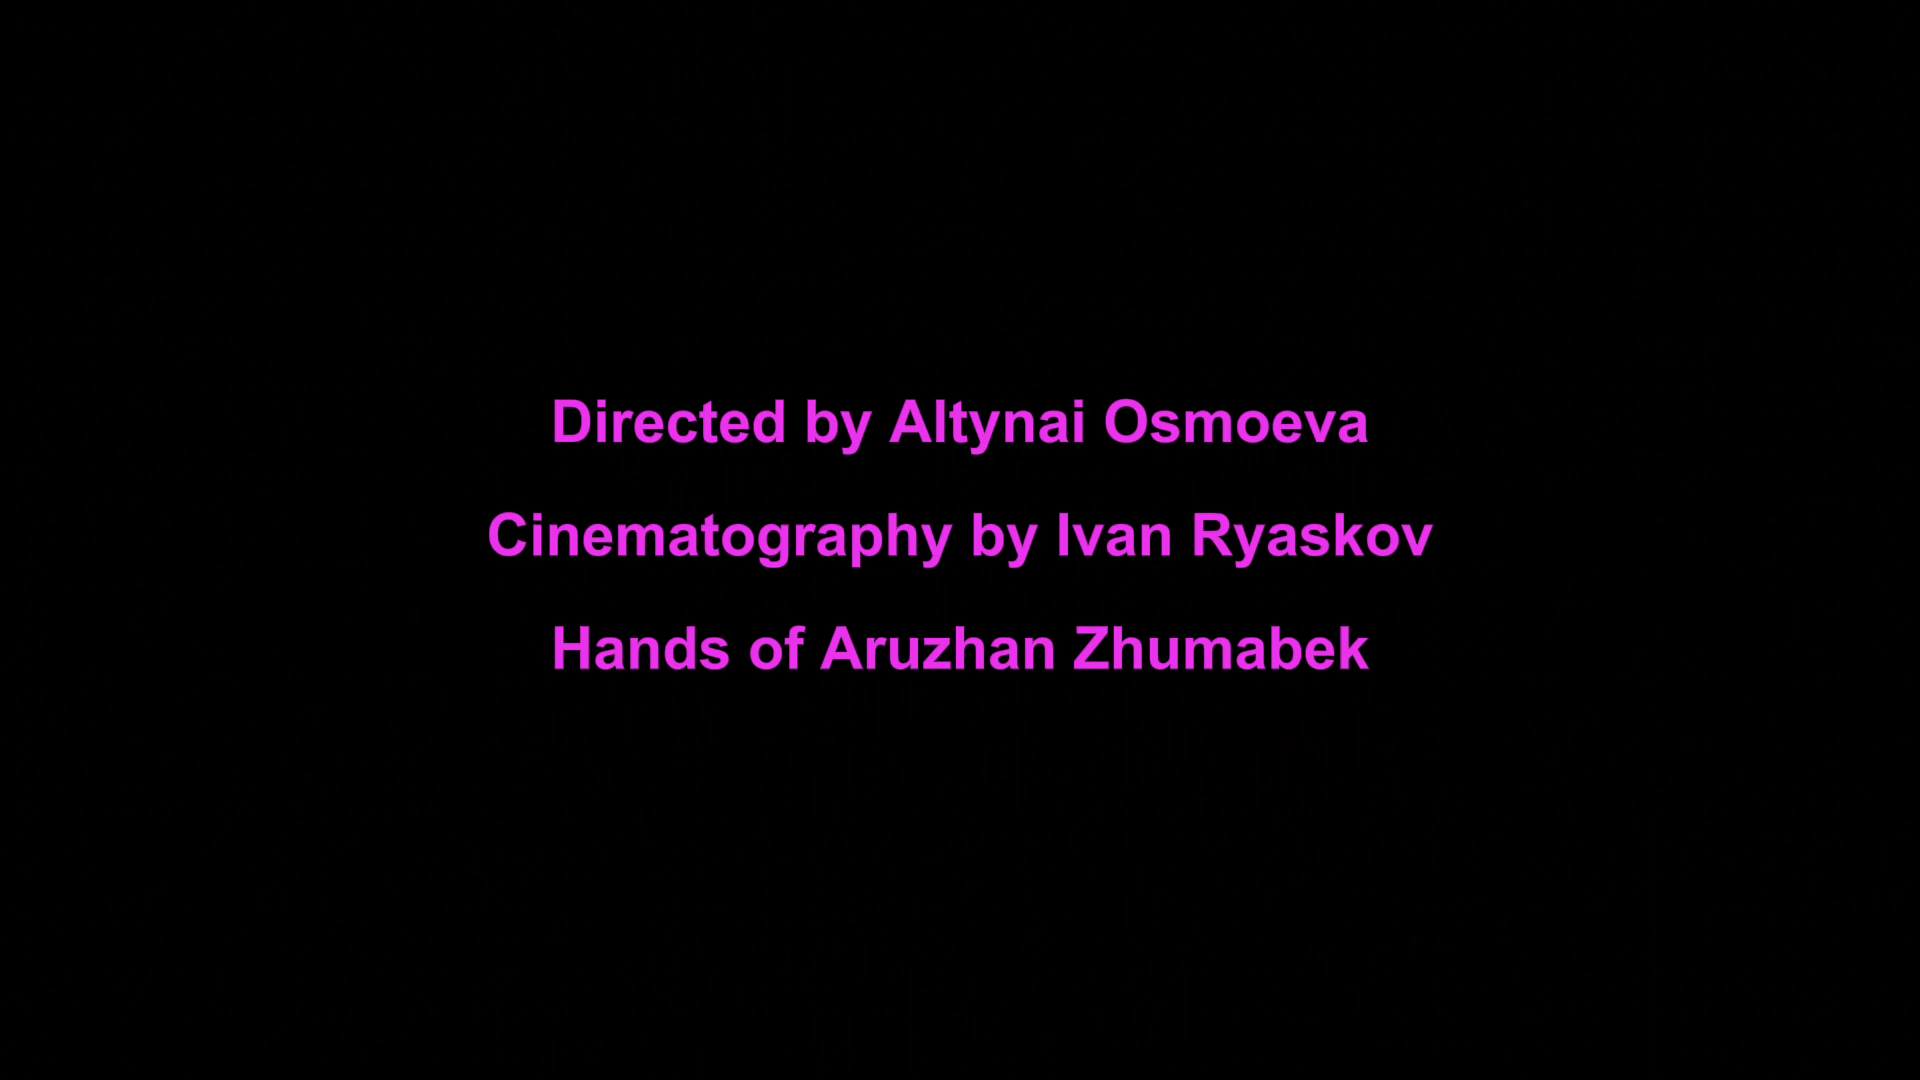 Directed by Altynai Osmoeva
Cinematography by Ivan Ryaskov
Hands of Aruzhan Zhumabek